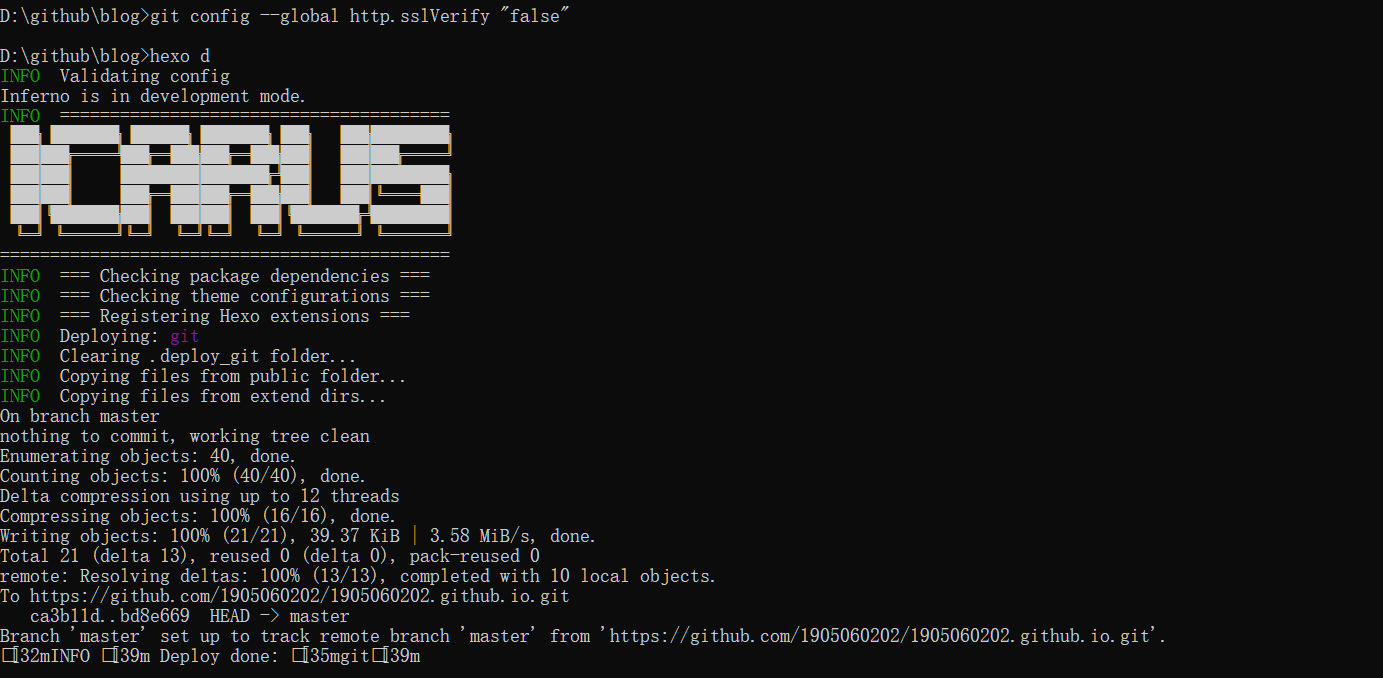 D:\github\blog>git config --global http.sslVerify "false"
D:\github\blog>hexo d
INFO  Validating config
Inferno is in development mode.
INFO  =======================================
ICARUS
=============================================
INFO  === Checking package dependencies ===
INFO  === Checking theme configurations ===
INFO  === Registering Hexo extensions ===
INFO  Deploying: git
INFO  Clearing .deploy_git folder...
INFO  Copying files from public folder...
INFO  Copying files from extend dirs...
On branch master
nothing to commit, working tree clean
Enumerating objects: 40, done.
Counting objects: 100% (40/40), done.
Delta compression using up to 12 threads
Compressing objects: 100% (16/16), done.
Writing objects: 100% (21/21), 39.37 KiB | 3.58 MiB/s, done.
Total 21 (delta 13), reused 0 (delta 0), pack-reused 0
remote: Resolving deltas: 100% (13/13), completed with 10 local objects.
To https://github.com/1905060202/1905060202.github.io.git
   ca3b11d..bd8e669  HEAD -> master
Branch 'master' set up to track remote branch 'master' from 'https://github.com/1905060202/1905060202.github.io.git'.
□[32mINFO □[39m Deploy done: □[35mgit□[39m